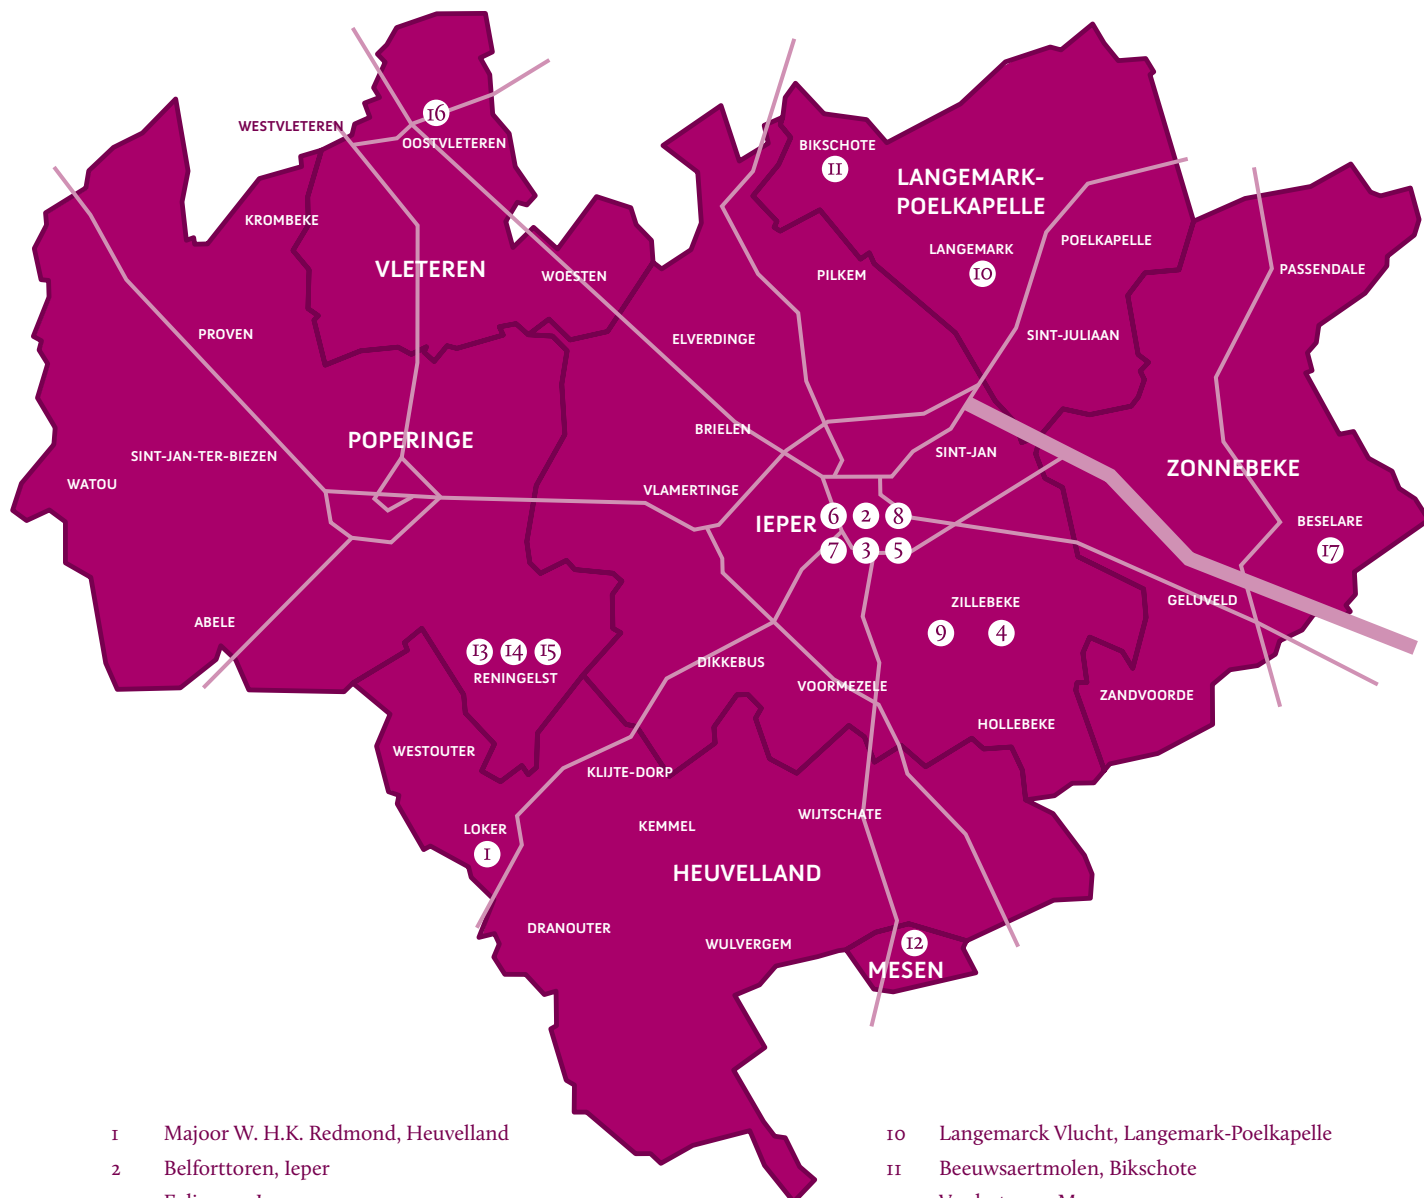 16
WESTVLETEREN
OOSTVLETEREN
BIKSCHOTE
11
LANGEMARK-
POELKAPELLE
KROMBEKE
LANGEMARK
10
POELKAPELLE
VLETEREN
WOESTEN
PILKEM
PASSENDALE
PROVEN
ELVERDINGE
SINT-JULIAAN
POPERINGE
BRIELEN
SINT-JAN-TER-BIEZEN
SINT-JAN
ZONNEBEKE
WATOU
VLAMERTINGE
IEPER
6 2 8
7 3 5
BESELARE
17
ZILLEBEKE
GELUVELD
ABELE
9 4
13 14 15
RENINGELST
DIKKEBUS
VOORMEZELE
ZANDVOORDE
HOLLEBEKE
WESTOUTER
KLIJTE-DORP
LOKER
1
KEMMEL
WIJTSCHATE
HEUVELLAND
DRANOUTER
WULVERGEM
12
MESEN
1 Majoor W. H.K. Redmond, Heuvelland
2 Belforttoren, Ieper
10 Langemarck Vlucht, Langemark-Poelkapelle
11 Beeuwsaertmolen, Bikschote